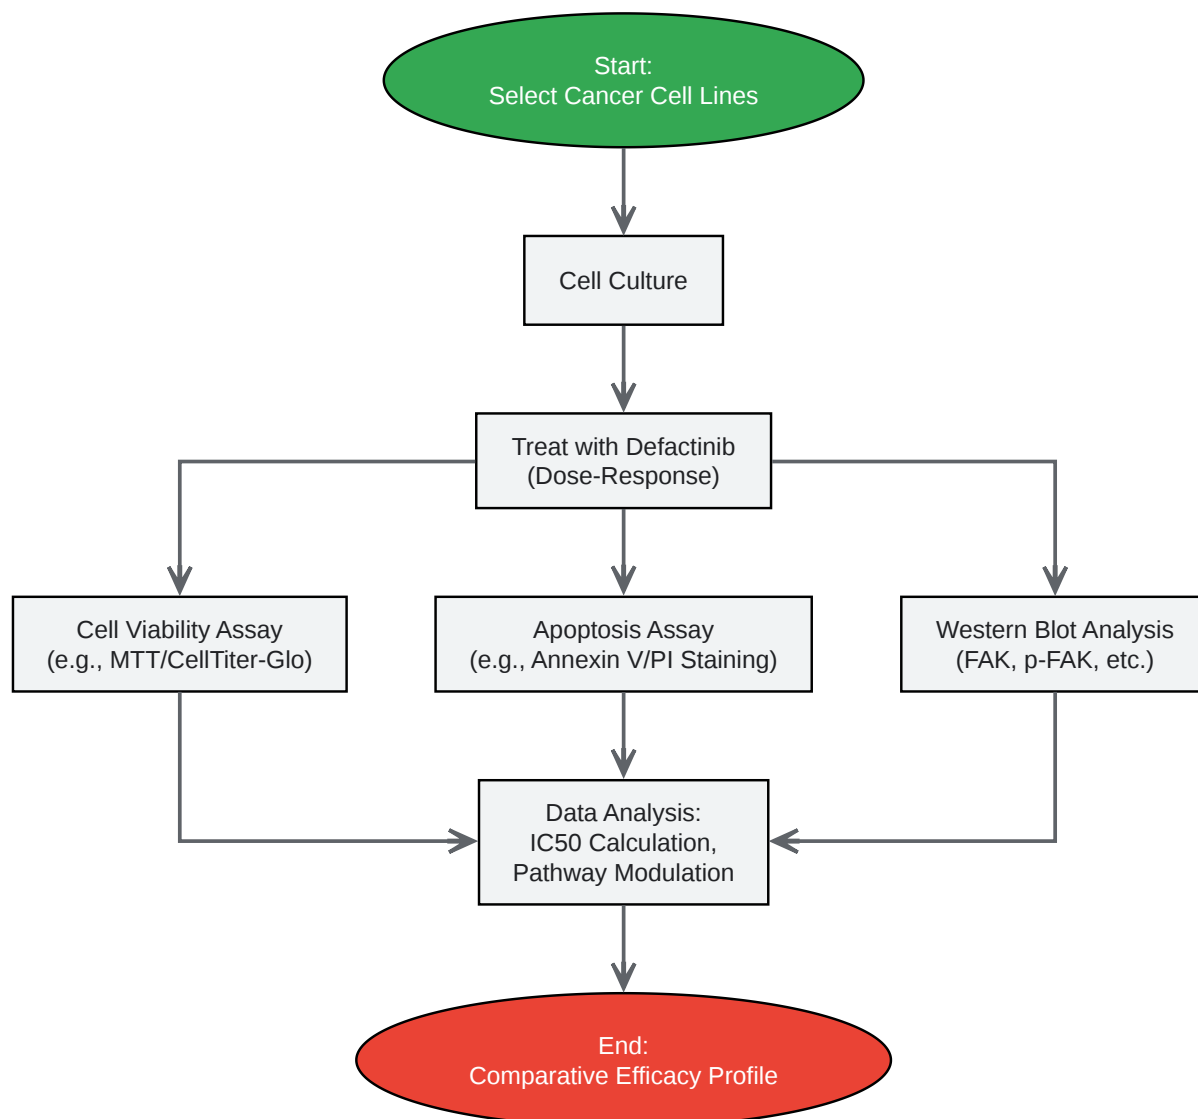 Start:
Select Cancer Cell Lines
Cell Culture
Treat with Defactinib
(Dose-Response)
Cell Viability Assay
(e.g., MTT/CellTiter-Glo)
Apoptosis Assay
(e.g., Annexin V/PI Staining)
Western Blot Analysis
(FAK, p-FAK, etc.)
Data Analysis:
IC50 Calculation,
Pathway Modulation
End:
Comparative Efficacy Profile